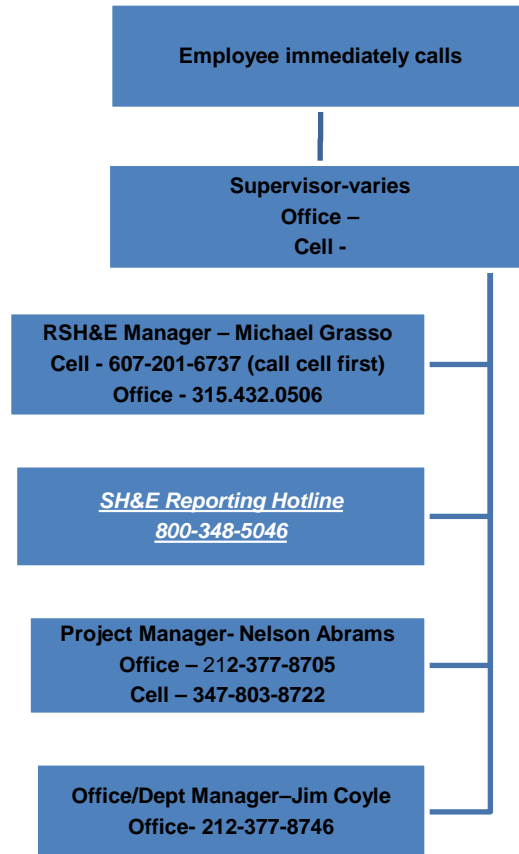 Employee immediately calls
Supervisor-varies
Office –
Cell -
RSH&E Manager – Michael Grasso
Cell - 607-201-6737 (call cell first)
Office - 315.432.0506
SH&E Reporting Hotline
800-348-5046
Project Manager- Nelson Abrams
Office – 212-377-8705
Cell – 347-803-8722
Office/Dept Manager–Jim Coyle
Office- 212-377-8746